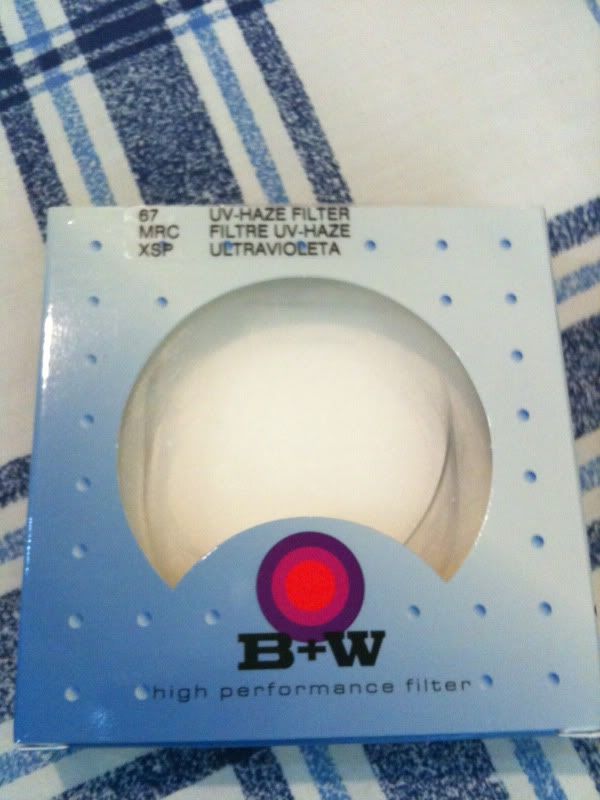 67 UV-HAZE FILTER
MRC FILTRE UV-HAZE
XSP ULTRAVIOLETA
B+W
high performance filter